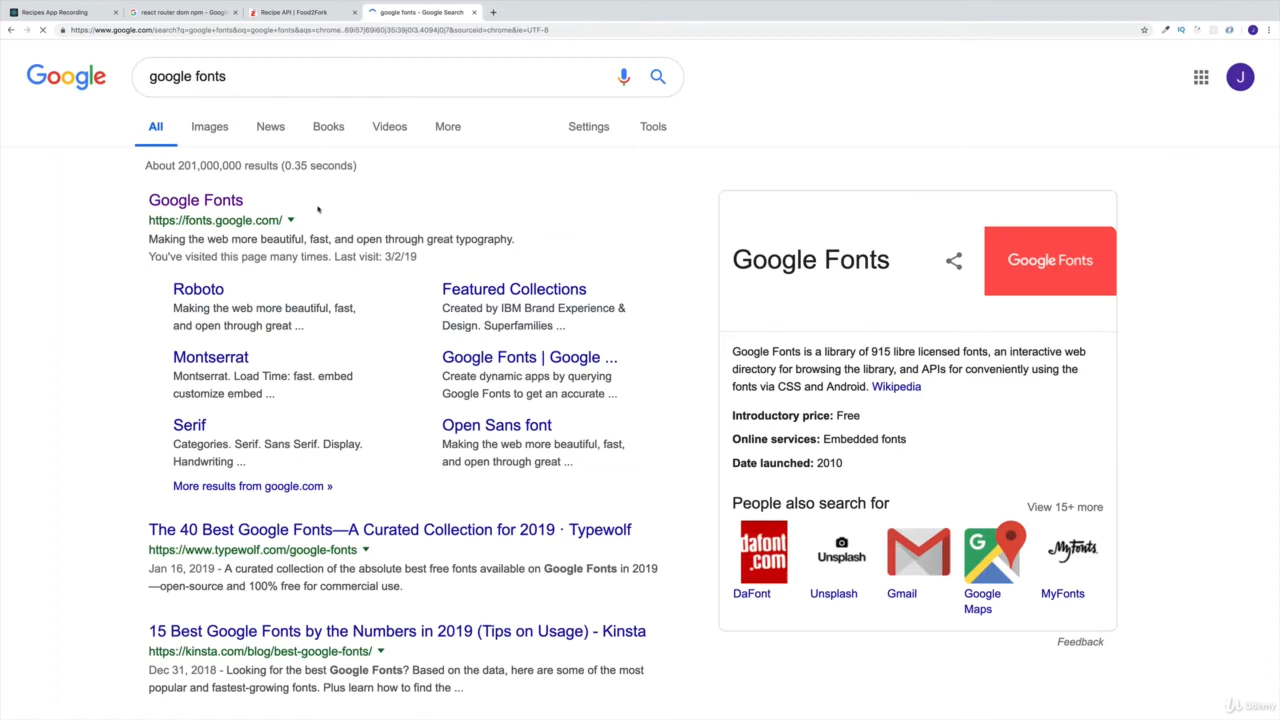 Recipes App Recording
react router dom npm - Google
Recipe API | Food2Fork
google fonts - Google Search
https://www.google.com/search?q=google+fonts&oq=google+fonts&aqs=chrome..69i57j69i60j35i39j0l3.4094j0j7&sourceid=chrome&ie=UTF-8
Google
google fonts
J
All Images News Books Videos More Settings Tools
About 201,000,000 results (0.35 seconds)
Google Fonts
https://fonts.google.com/
Making the web more beautiful, fast, and open through great typography.
You've visited this page many times. Last visit: 3/2/19
Roboto
Making the web more beautiful, fast,
and open through great ...
Featured Collections
Created by IBM Brand Experience &
Design. Superfamilies ...
Montserrat
Montserrat. Load Time: fast. embed
customize embed ...
Google Fonts | Google ...
Create dynamic apps by querying
Google Fonts to get an accurate ...
Serif
Categories. Serif. Sans Serif. Display.
Handwriting ...
Open Sans font
Making the web more beautiful, fast,
and open through great ...
More results from google.com »
The 40 Best Google Fonts—A Curated Collection for 2019 · Typewolf
https://www.typewolf.com/google-fonts
Jan 16, 2019 - A curated collection of the absolute best free fonts available on Google Fonts in 2019
—open-source and 100% free for commercial use.
15 Best Google Fonts by the Numbers in 2019 (Tips on Usage) - Kinsta
https://kinsta.com/blog/best-google-fonts/
Dec 31, 2018 - Looking for the best Google Fonts? Based on the data, here are some of the most
popular and fastest-growing fonts. Plus learn how to find the ...
Google Fonts
Google Fonts
Google Fonts is a library of 915 libre licensed fonts, an interactive web
directory for browsing the library, and APIs for conveniently using the
fonts via CSS and Android. Wikipedia
Introductory price: Free
Online services: Embedded fonts
Date launched: 2010
People also search for
View 15+ more
dafont
.com
Unsplash
G
MyFonts
DaFont
Unsplash
Gmail
Google
Maps
MyFonts
Feedback
Udemy